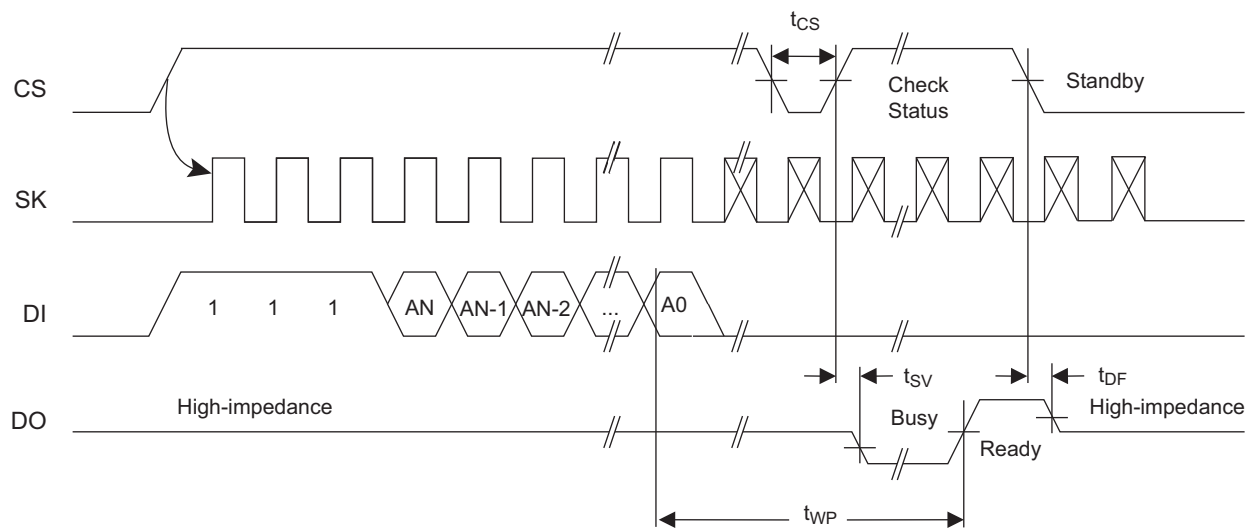 tCS
CS
Check
Status
Standby
SK
DI
1 1 1 AN AN-1 AN-2 ... A0
tSV
tDF
DO
High-impedance
Busy
Ready
High-impedance
tWP